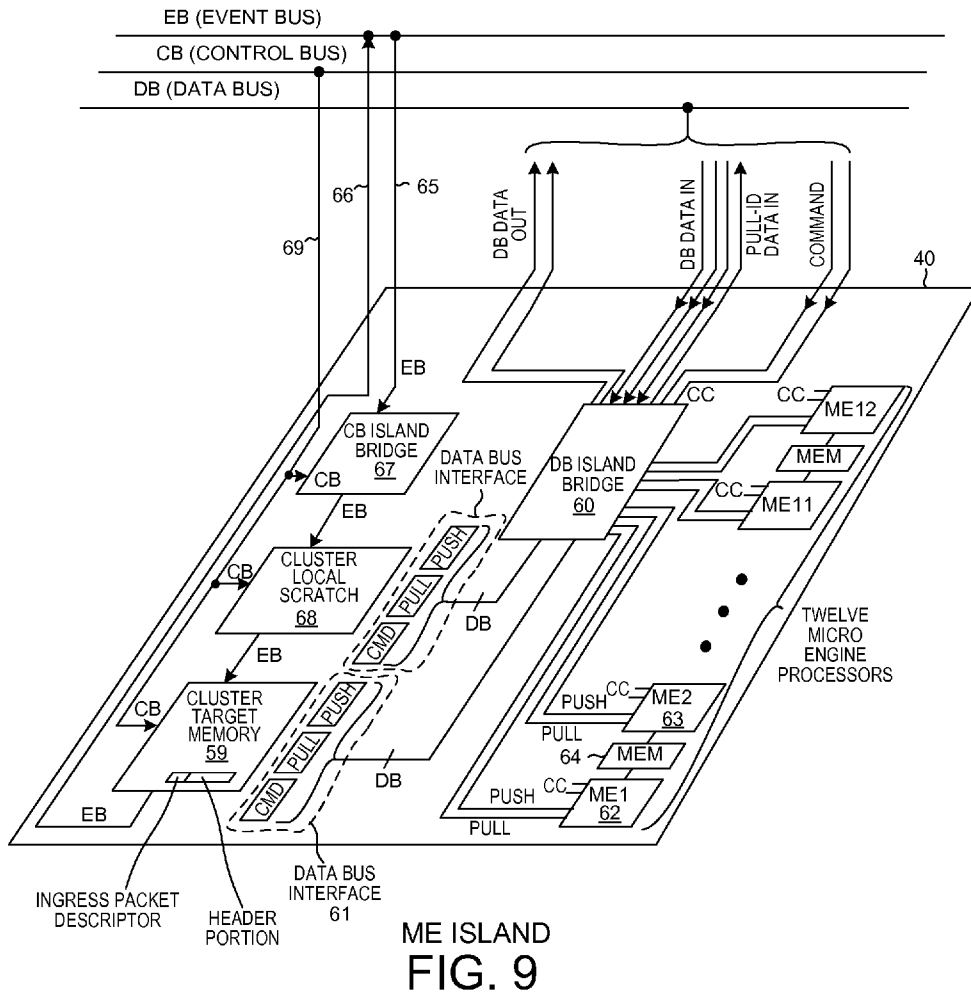 EB (EVENT BUS)
CB (CONTROL BUS)
DB (DATA BUS)
66
65
69
DB DATA
OUT
DB DATA IN
PULL-ID
DATA IN
COMMAND
40
EB
CB ISLAND
BRIDGE
67
CB
EB
DATA BUS
INTERFACE
DB ISLAND
BRIDGE
60
CC
ME12
MEM
CC
ME11
CLUSTER
LOCAL
SCRATCH
68
CB
EB
PUSH
PULL
CMD
DB
TWELVE
MICRO
ENGINE
PROCESSORS
CLUSTER
TARGET
MEMORY
59
CB
PUSH
PULL
CMD
DB
PUSH
CC
ME2
63
PULL
64
MEM
PUSH
CC
ME1
62
PULL
EB
INGRESS PACKET
DESCRIPTOR
HEADER
PORTION
DATA BUS
INTERFACE
61
ME ISLAND
FIG. 9